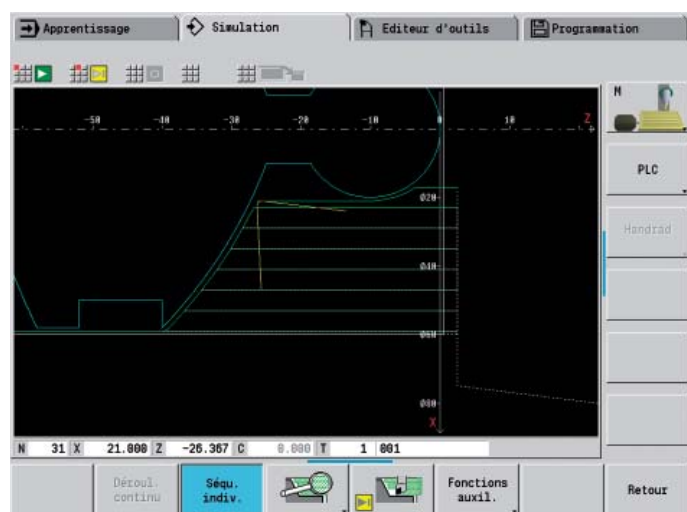 Apprentissage Simulation Editeur d'outils Programmation
M
-50 -30 -20 -10 0 10 Z
PLC
Ø20
Handrad
Ø40
Ø60
Ø80
X
N 31 X 21.000 Z -26.367 C 0.000 T 1 001
Déroul. continu
Séqu. indiv.
Fonctions auxil.
Retour